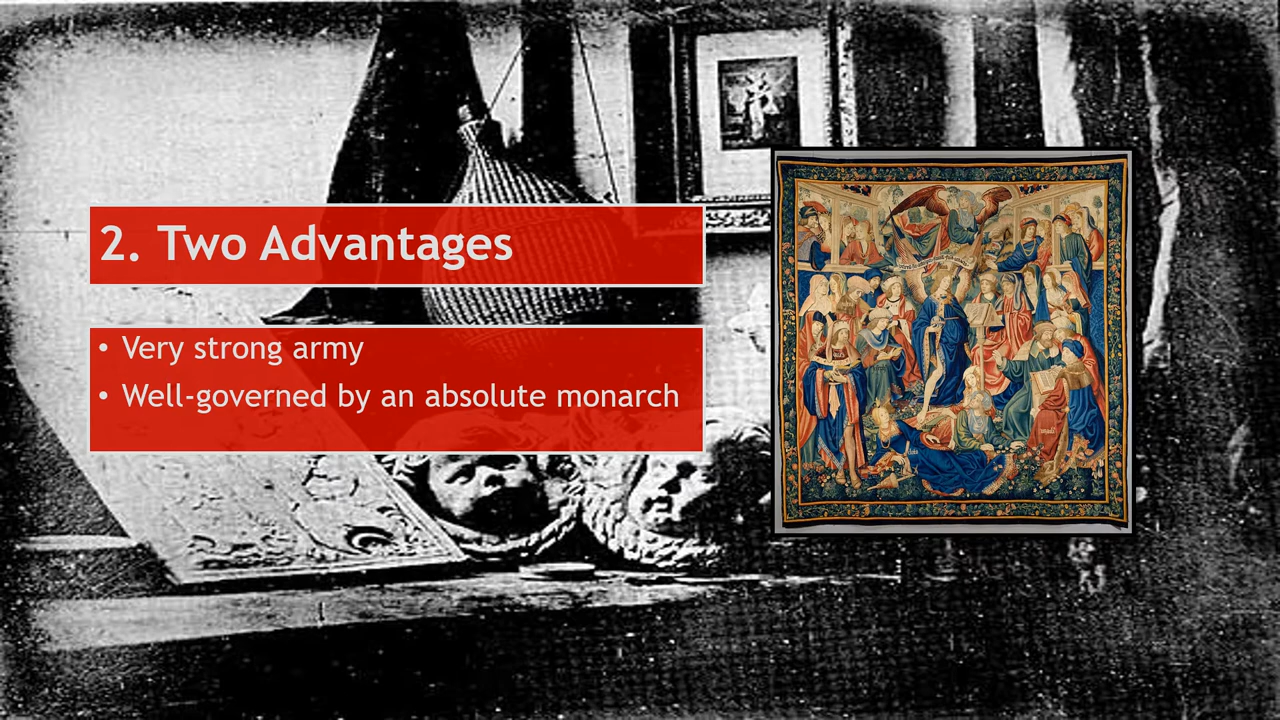 2. Two Advantages
• Very strong army
• Well-governed by an absolute monarch